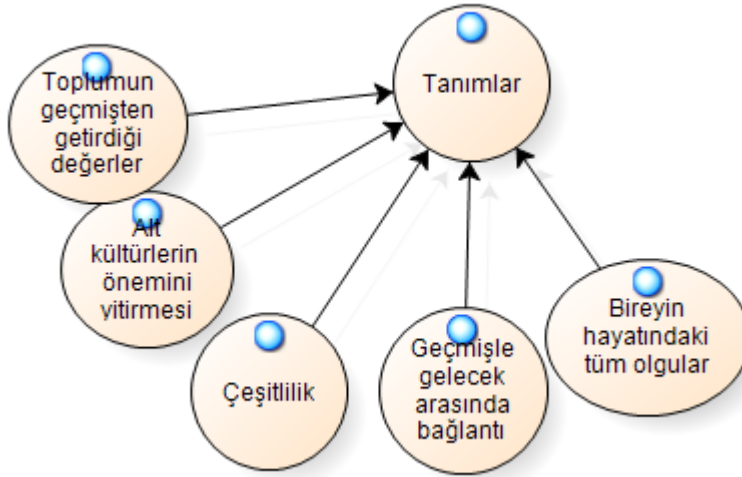 Tanımlar
Toplumun
geçmişten
getirdiği
değerler
Alt
kültürlerin
önemini
yitirmesi
Çeşitlilik
Geçmişle
gelecek
arasında
bağlantı
Bireyin
hayatındaki
tüm olgular